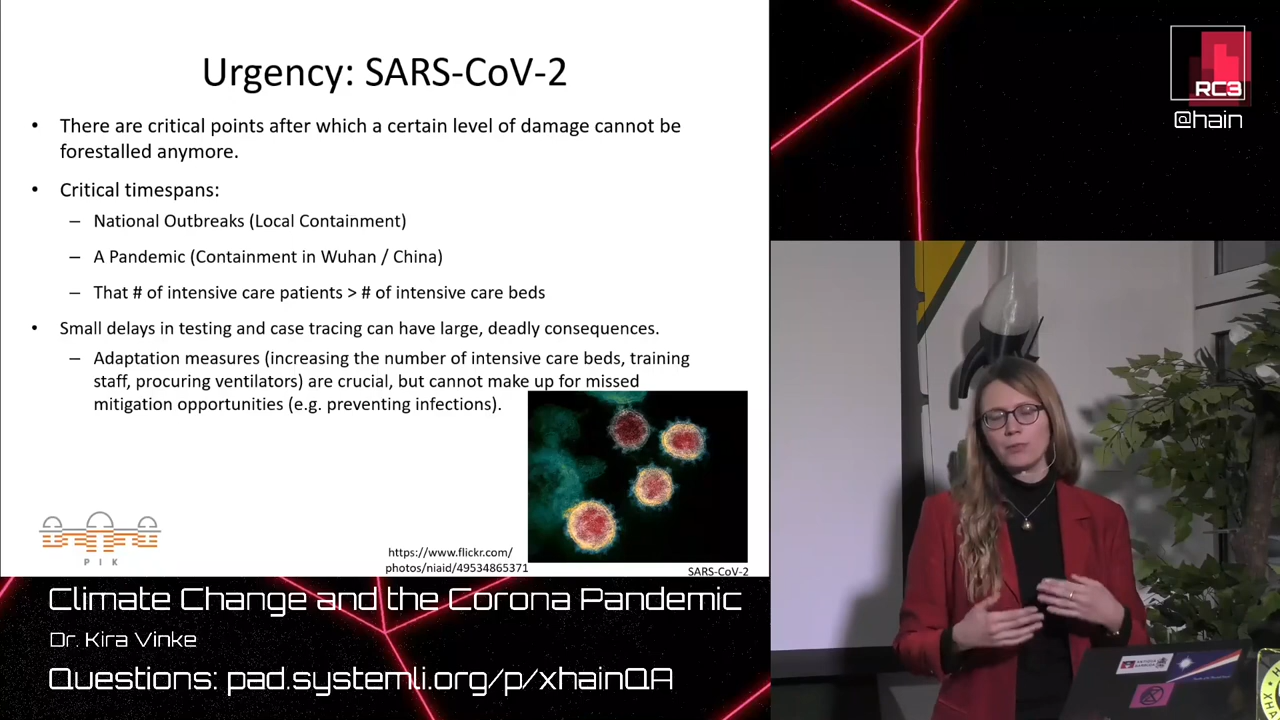 Urgency: SARS-CoV-2
• There are critical points after which a certain level of damage cannot be
forestalled anymore.
• Critical timespans:
– National Outbreaks (Local Containment)
– A Pandemic (Containment in Wuhan / China)
– That # of intensive care patients > # of intensive care beds
• Small delays in testing and case tracing can have large, deadly consequences.
– Adaptation measures (increasing the number of intensive care beds, training
staff, procuring ventilators) are crucial, but cannot make up for missed
mitigation opportunities (e.g. preventing infections).
PIK
https://www.flickr.com/
photos/niaid/49534865371
SARS-CoV-2
RC3
@hain
Climate Change and the Corona Pandemic
Dr. Kira Vinke
Questions: pad.systemli.org/p/xhainQA